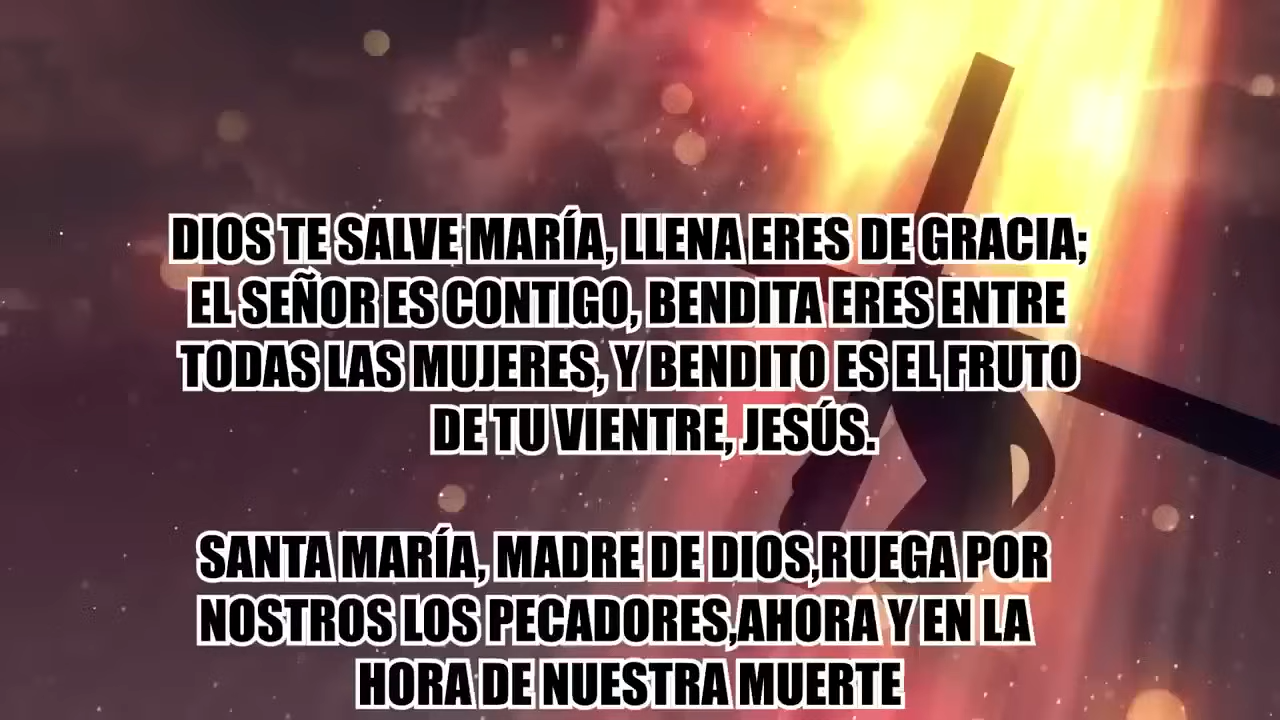 DIOS TE SALVE MARÍA, LLENA ERES DE GRACIA;
EL SEÑOR ES CONTIGO, BENDITA ERES ENTRE
TODAS LAS MUJERES, Y BENDITO ES EL FRUTO
DE TU VIENTRE, JESÚS.
SANTA MARÍA, MADRE DE DIOS,RUEGA POR
NOSTROS LOS PECADORES,AHORA Y EN LA
HORA DE NUESTRA MUERTE